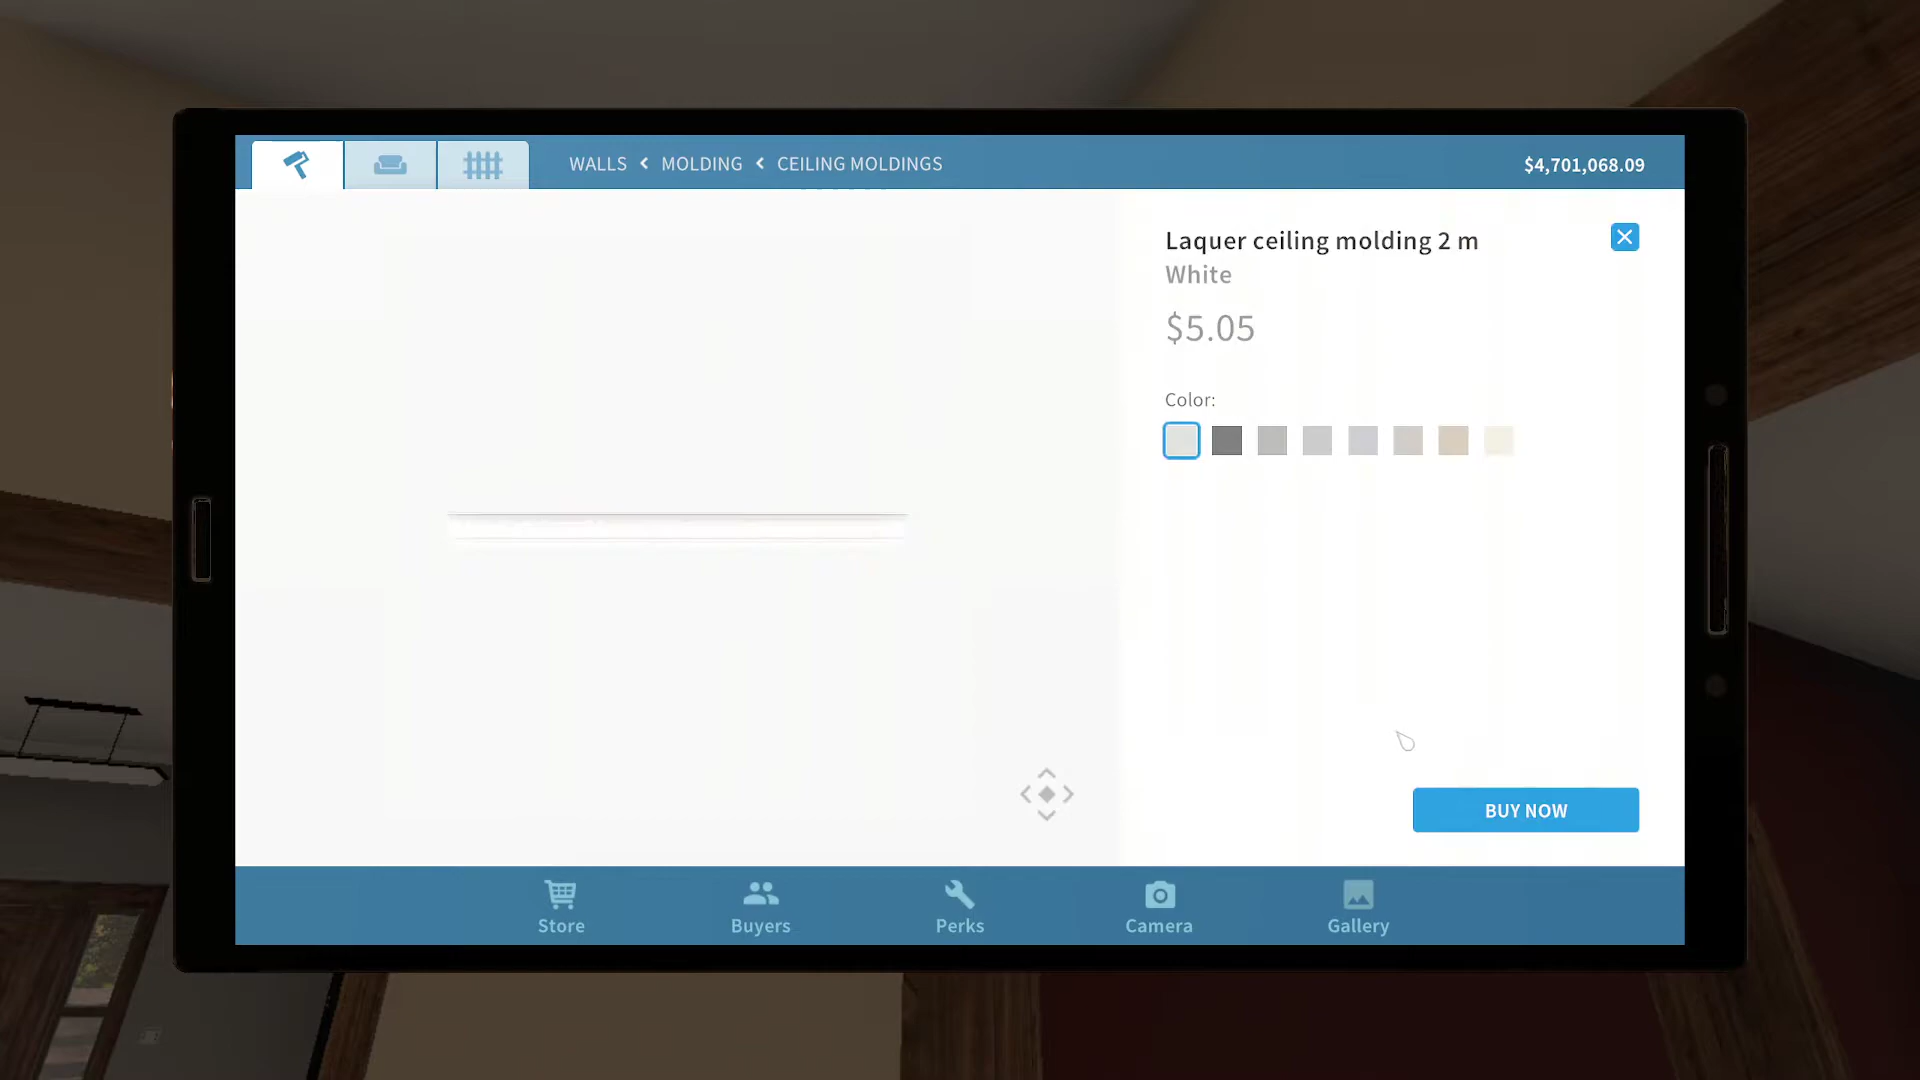 WALLS < MOLDING < CEILING MOLDINGS
$4,701,068.09
Laquer ceiling molding 2 m
White
$5.05
Color:
BUY NOW
Store
Buyers
Perks
Camera
Gallery